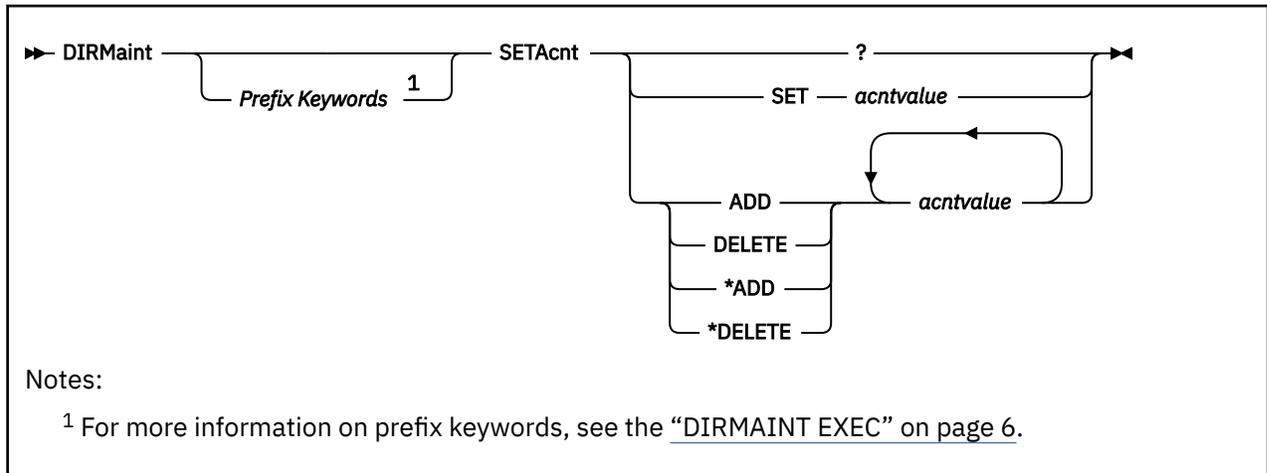 DIRMaint SETAcnt ?
Prefix Keywords 1 SET acntvalue
ADD acntvalue
DELETE
*ADD
*DELETE
Notes:
1 For more information on prefix keywords, see the “DIRMAINT EXEC” on page 6.